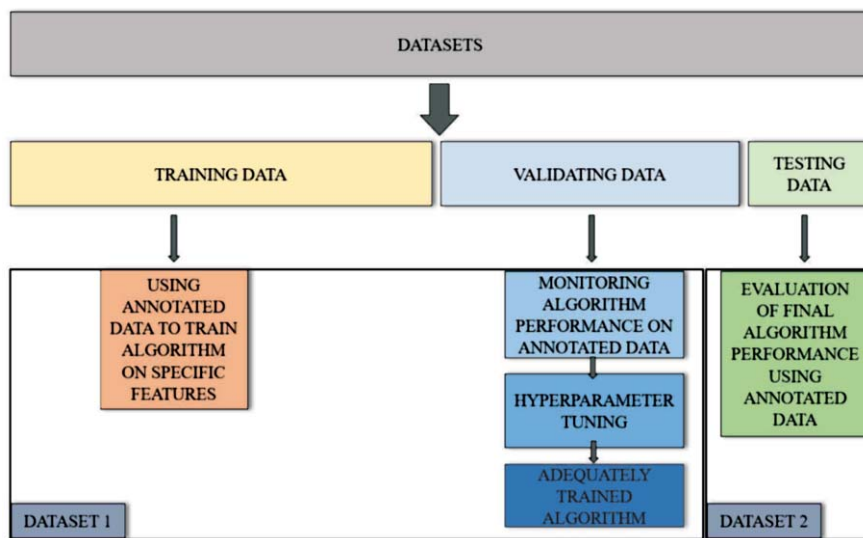 DATASETS
TRAINING DATA
VALIDATING DATA
TESTING
DATA
USING
ANNOTATED
DATA TO TRAIN
ALGORITHM
ON SPECIFIC
FEATURES
MONITORING
ALGORITHM
PERFORMANCE ON
ANNOTATED DATA
HYPERPARAMETER
TUNING
ADEQUATELY
TRAINED
ALGORITHM
EVALUATION
OF FINAL
ALGORITHM
PERFORMANCE
USING
ANNOTATED
DATA
DATASET 1
DATASET 2